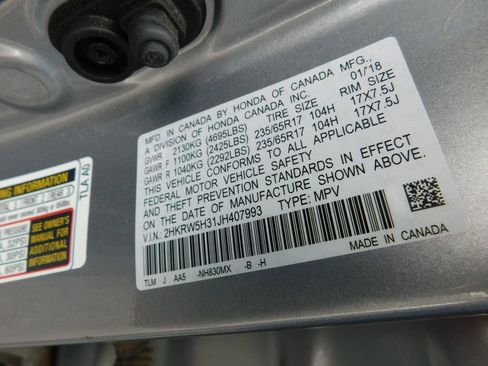 MFD. IN CANADA BY HONDA OF CANADA MFG.,
A DIVISION OF HONDA CANADA INC. 01/18
GVWR 2130KG (4695LBS) TIRE SIZE RIM SIZE
GAWR F 1100KG (2425LBS) 235/65R17 104H 17X7.5J
GAWR R 1040KG (2292LBS) 235/65R17 104H 17X7.5J
THIS VEHICLE CONFORMS TO ALL APPLICABLE
FEDERAL MOTOR VEHICLE SAFETY
AND THEFT PREVENTION STANDARDS IN EFFECT
ON THE DATE OF MANUFACTURE SHOWN ABOVE.
V.I.N: 2HKRW5H31JH407993 TYPE: MPV
TLM J AA5 -NH830MX -B -H
MADE IN CANADA
TLA A0
INFORMATION
SEE OWNER'S
MANUAL FOR
ADDITIONAL
INFORMATION